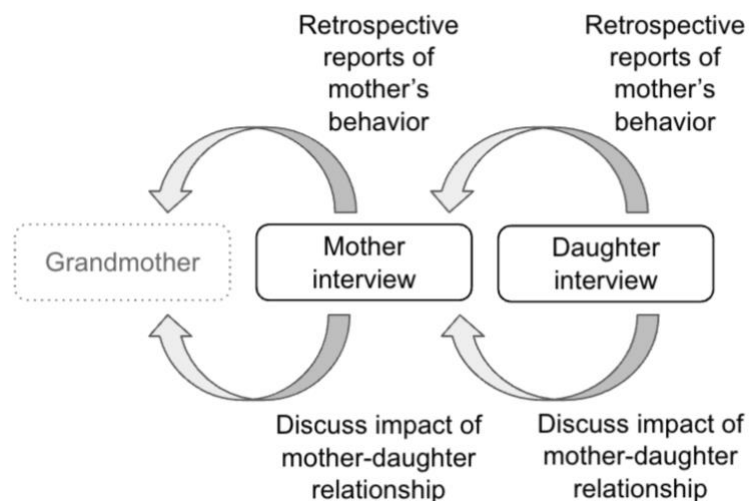 Retrospective
reports of
mother’s
behavior
Retrospective
reports of
mother’s
behavior
Grandmother
Mother
interview
Daughter
interview
Discuss impact of
mother-daughter
relationship
Discuss impact of
mother-daughter
relationship